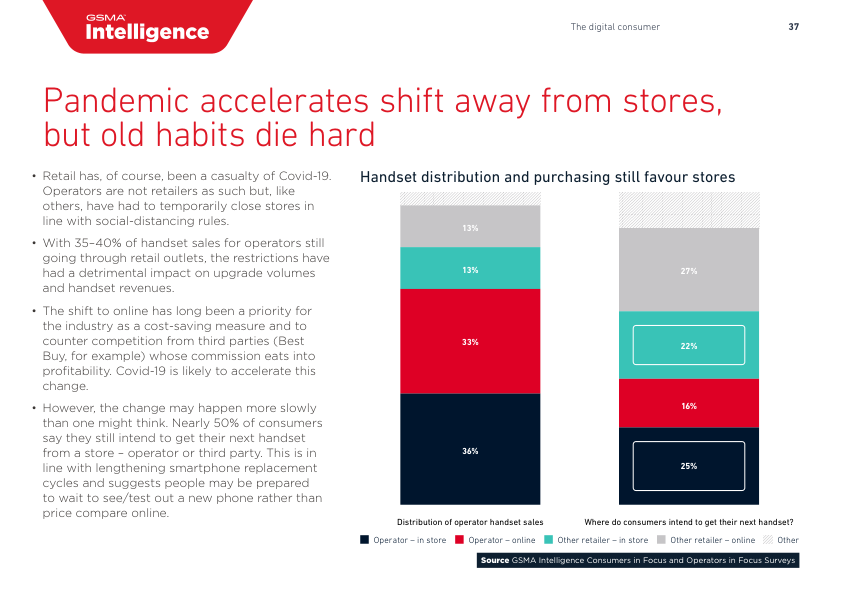 GSMA
Intelligence
The digital consumer
37
Pandemic accelerates shift away from stores,
but old habits die hard
• Retail has, of course, been a casualty of Covid-19.
Operators are not retailers as such but, like
others, have had to temporarily close stores in
line with social-distancing rules.
• With 35–40% of handset sales for operators still
going through retail outlets, the restrictions have
had a detrimental impact on upgrade volumes
and handset revenues.
• The shift to online has long been a priority for
the industry as a cost-saving measure and to
counter competition from third parties (Best
Buy, for example) whose commission eats into
profitability. Covid-19 is likely to accelerate this
change.
• However, the change may happen more slowly
than one might think. Nearly 50% of consumers
say they still intend to get their next handset
from a store – operator or third party. This is in
line with lengthening smartphone replacement
cycles and suggests people may be prepared
to wait to see/test out a new phone rather than
price compare online.
Handset distribution and purchasing still favour stores
13%
13%
33%
36%
27%
22%
16%
25%
Distribution of operator handset sales
Where do consumers intend to get their next handset?
Operator – in store
Operator – online
Other retailer – in store
Other retailer – online
Other
Source GSMA Intelligence Consumers in Focus and Operators in Focus Surveys